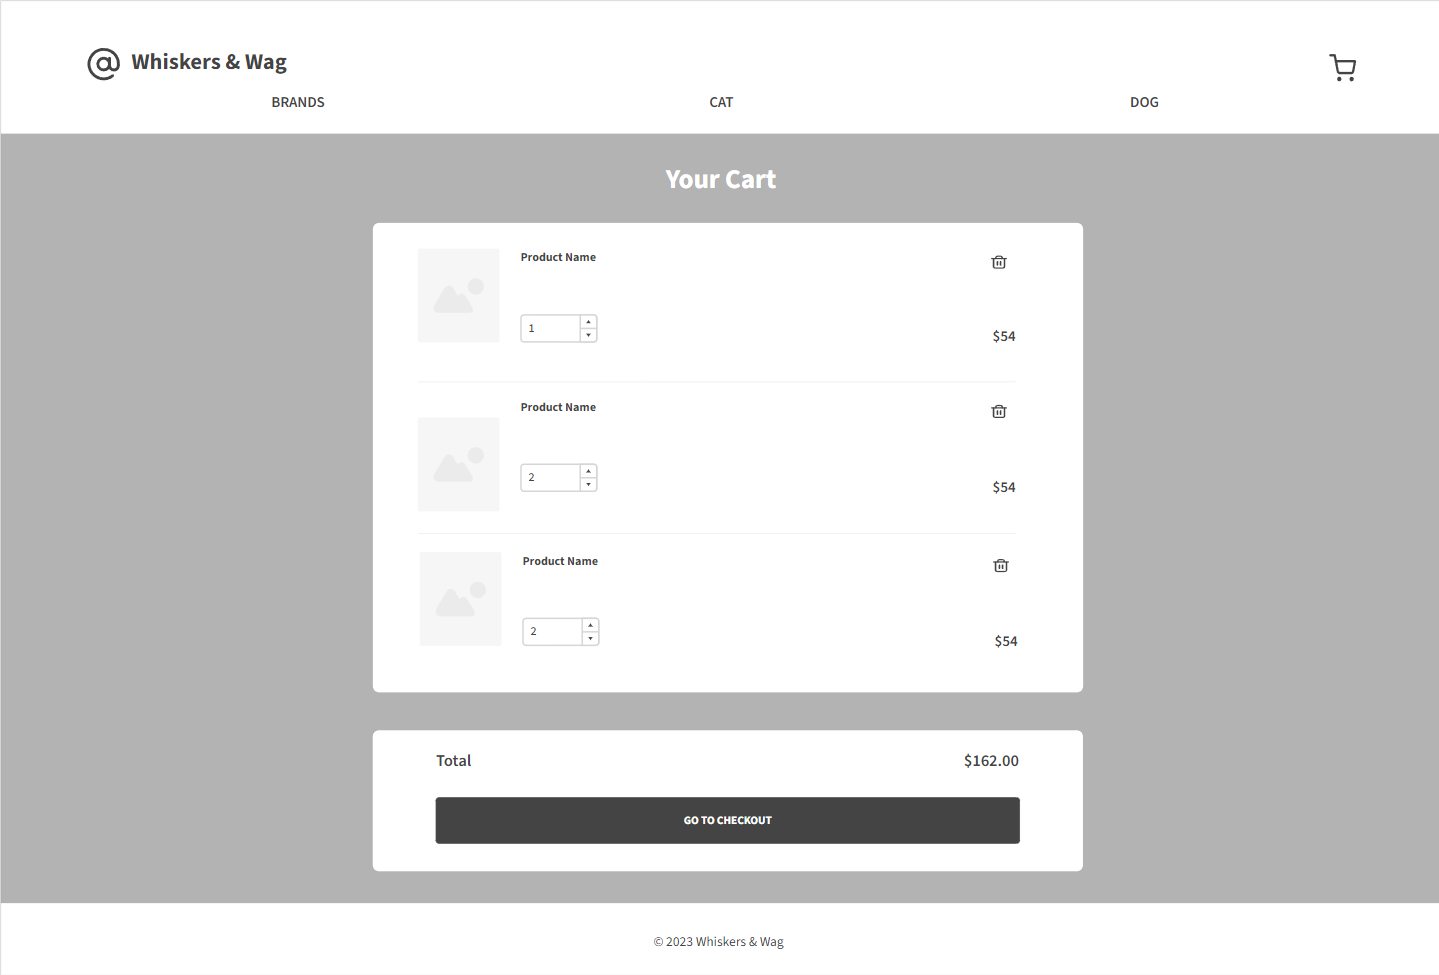 Whiskers & Wag
BRANDS CAT DOG
Your Cart
Product Name
1
$54
Product Name
2
$54
Product Name
2
$54
Total $162.00
GO TO CHECKOUT
© 2023 Whiskers & Wag